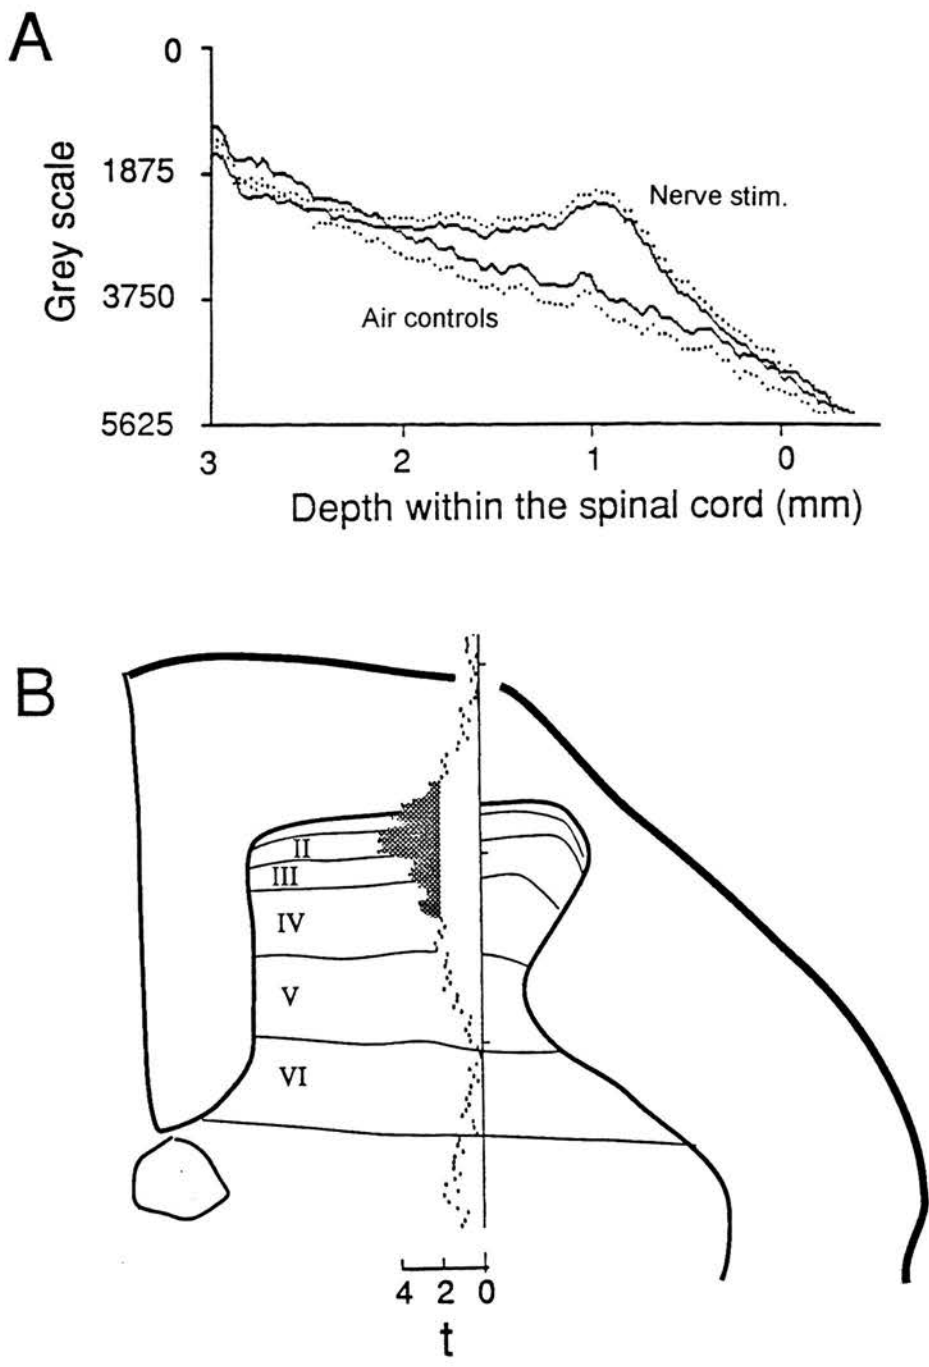 A
0
1875
3750
5625
Grey scale
Nerve stim.
Air controls
3 2 1 0
Depth within the spinal cord (mm)
B
II
III
IV
V
VI
4 2 0
t